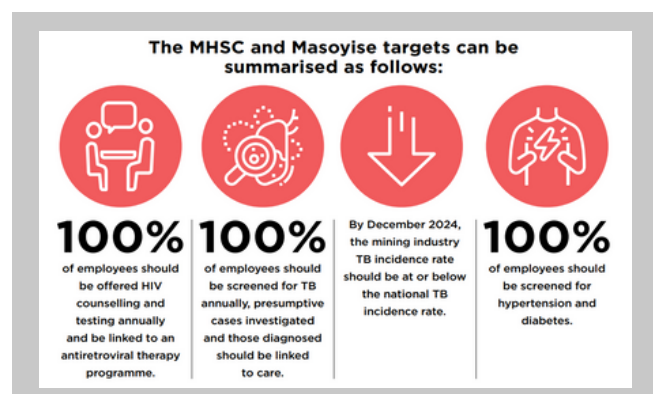 The MHSC and Masoyise targets can be
summarised as follows:
100%
of employees should
be offered HIV
counselling and
testing annually
and be linked to an
antiretroviral therapy
programme.
100%
of employees should
be screened for TB
annually, presumptive
cases investigated
and those diagnosed
should be linked
to care.
By December 2024,
the mining industry
TB incidence rate
should be at or below
the national TB
incidence rate.
100%
of employees should
be screened for
hypertension and
diabetes.